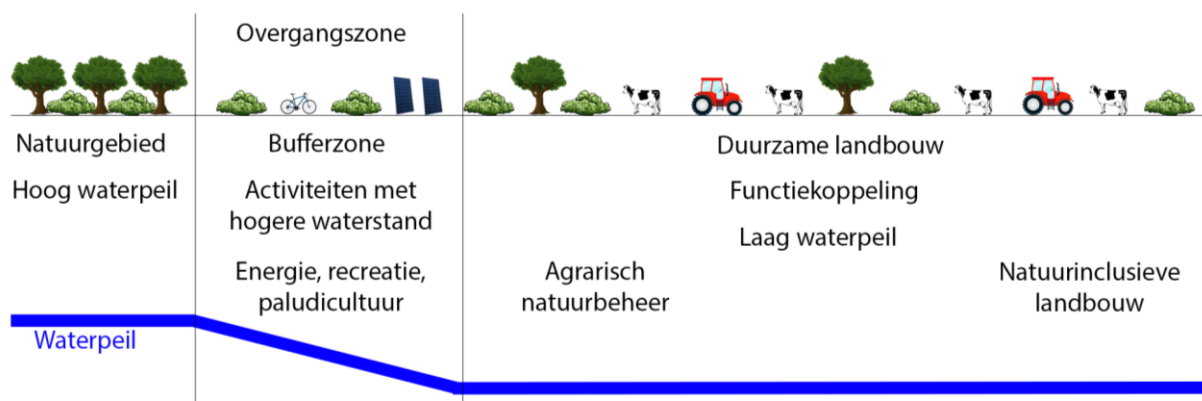 Overgangszone
Natuurgebied
Hoog waterpeil
Bufferzone
Activiteiten met
hogere waterstand
Energie, recreatie,
paludicultuur
Duurzame landbouw
Functiekoppeling
Laag waterpeil
Agrarisch
natuurbeheer
Natuurinclusieve
landbouw
Waterpeil